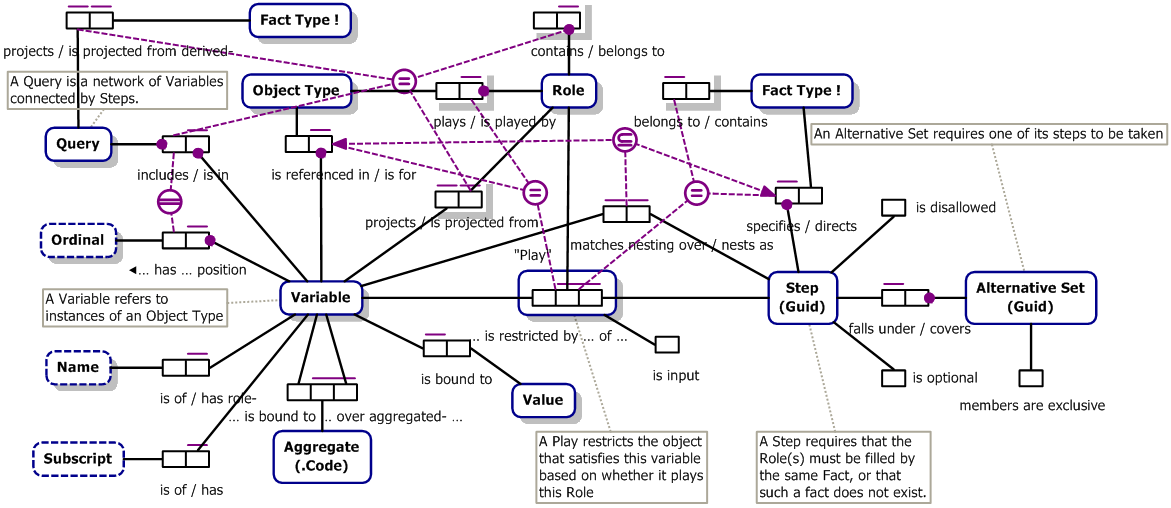 Fact Type !
projects / is projected from derived-
contains / belongs to
A Query is a network of Variables
connected by Steps.
Object Type
Role
Fact Type !
plays / is played by
belongs to / contains
An Alternative Set requires one of its steps to be taken
Query
includes / is in
is referenced in / is for
projects / is projected from
is disallowed
specifies / directs
Ordinal
◄... has ... position
matches nesting over / nests as
"Play"
A Variable refers to
instances of an Object Type
Variable
Step
(Guid)
Alternative Set
(Guid)
... is restricted by ... of ...
falls under / covers
Name
is of / has role-
is bound to
is input
is optional
members are exclusive
Value
... is bound to ... over aggregated- ...
Aggregate
(.Code)
Subscript
is of / has
A Play restricts the object
that satisfies this variable
based on whether it plays
this Role
A Step requires that the
Role(s) must be filled by
the same Fact, or that
such a fact does not exist.